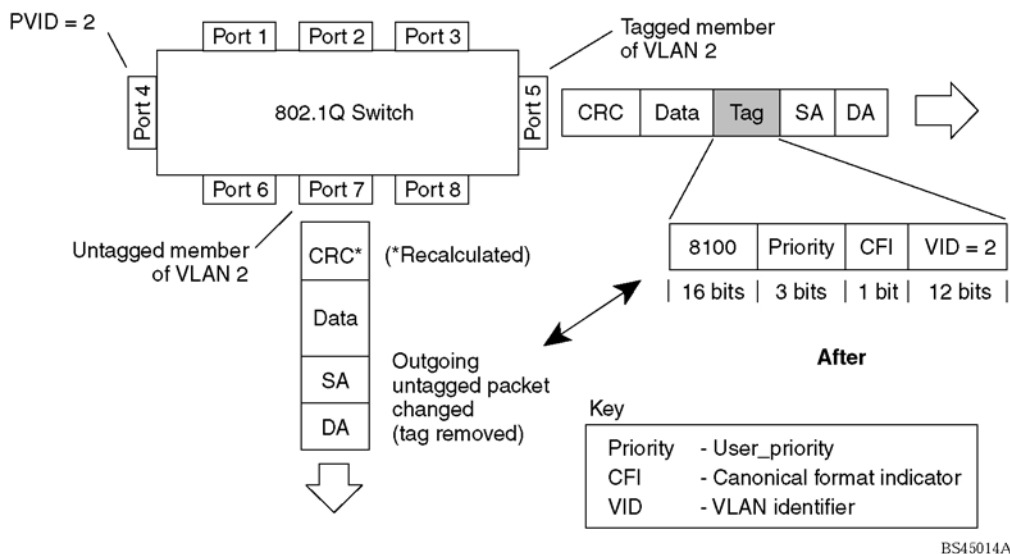 PVID = 2
Port 1
Port 2
Port 3
Tagged member
of VLAN 2
Port 4
802.1Q Switch
Port 5
CRC
Data
Tag
SA
DA
Port 6
Port 7
Port 8
Untagged member
of VLAN 2
CRC*
(*Recalculated)
8100
Priority
CFI
VID = 2
16 bits
3 bits
1 bit
12 bits
Data
SA
DA
Outgoing
untagged packet
changed
(tag removed)
After
Key
Priority - User_priority
CFI - Canonical format indicator
VID - VLAN identifier
BS45014A